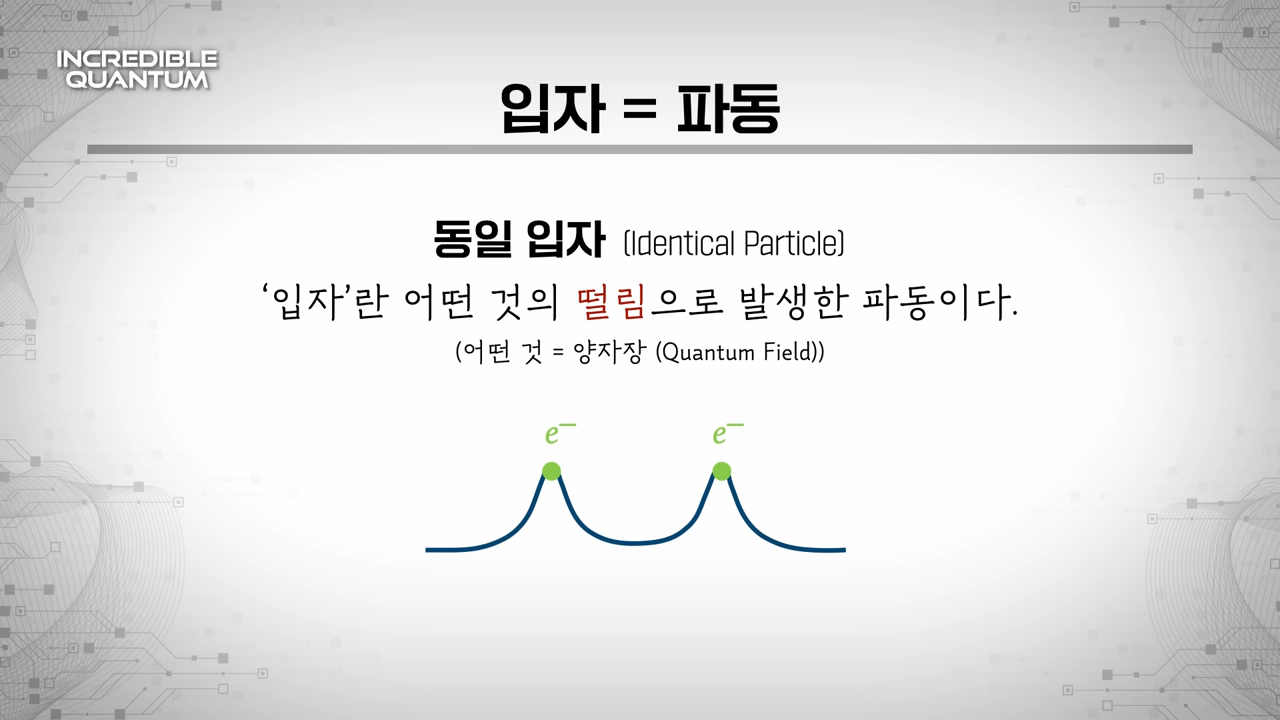 INCREDIBLE
QUANTUM
입자 = 파동
동일 입자 (Identical Particle)
‘입자’란 어떤 것의 떨림으로 발생한 파동이다.
(어떤 것 = 양자장 (Quantum Field))
e⁻ e⁻